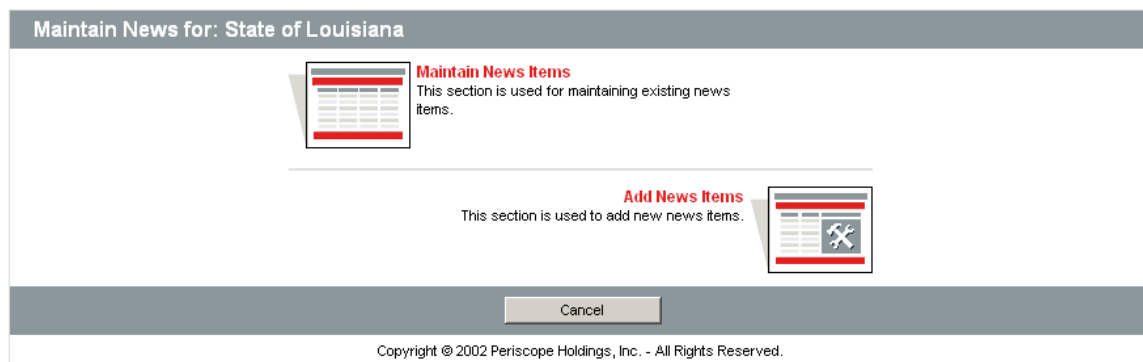 Maintain News for: State of Louisiana
Maintain News Items
This section is used for maintaining existing news
items.
Add News Items
This section is used to add new news items.
Cancel
Copyright © 2002 Periscope Holdings, Inc. - All Rights Reserved.